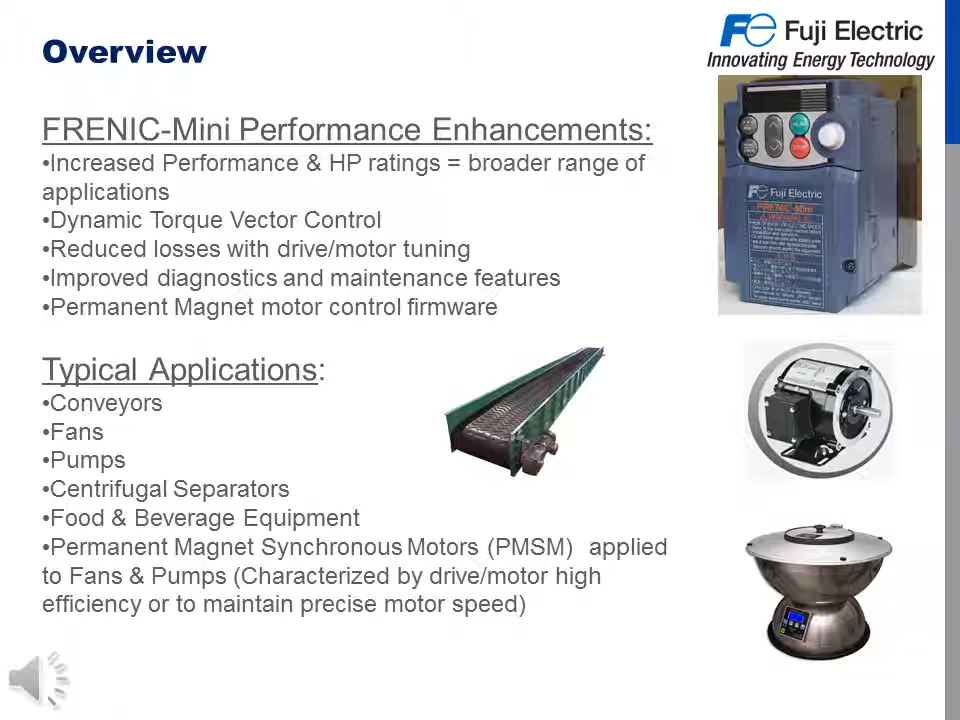 Overview
Fuji Electric
Innovating Energy Technology
FRENIC-Mini Performance Enhancements:
•Increased Performance & HP ratings = broader range of
applications
•Dynamic Torque Vector Control
•Reduced losses with drive/motor tuning
•Improved diagnostics and maintenance features
•Permanent Magnet motor control firmware
Fuji Electric
FRENIC-Mini
Typical Applications:
•Conveyors
•Fans
•Pumps
•Centrifugal Separators
•Food & Beverage Equipment
•Permanent Magnet Synchronous Motors (PMSM) applied
to Fans & Pumps (Characterized by drive/motor high
efficiency or to maintain precise motor speed)